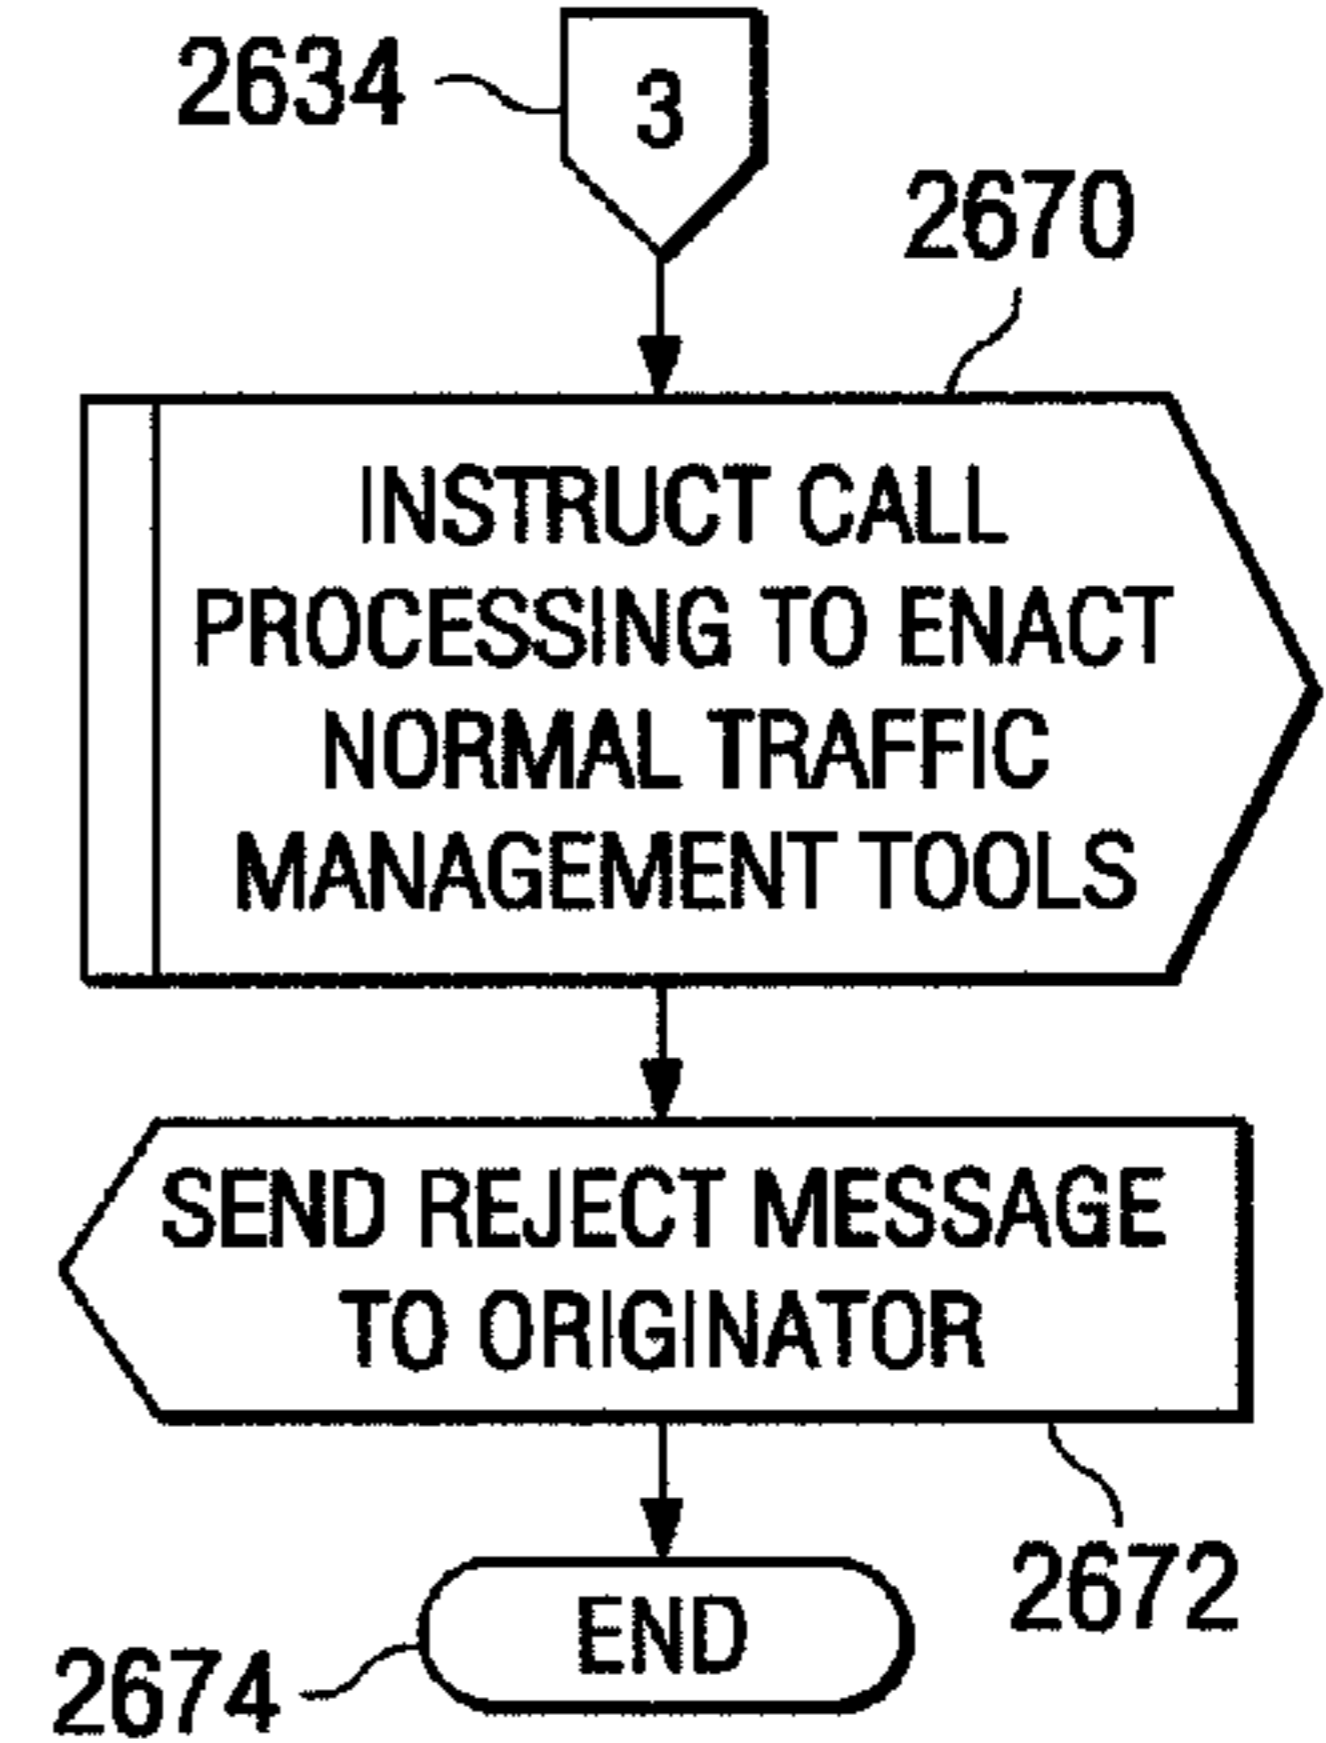 2634
3
2670
INSTRUCT CALL
PROCESSING TO ENACT
NORMAL TRAFFIC
MANAGEMENT TOOLS
SEND REJECT MESSAGE
TO ORIGINATOR
2672
END
2674